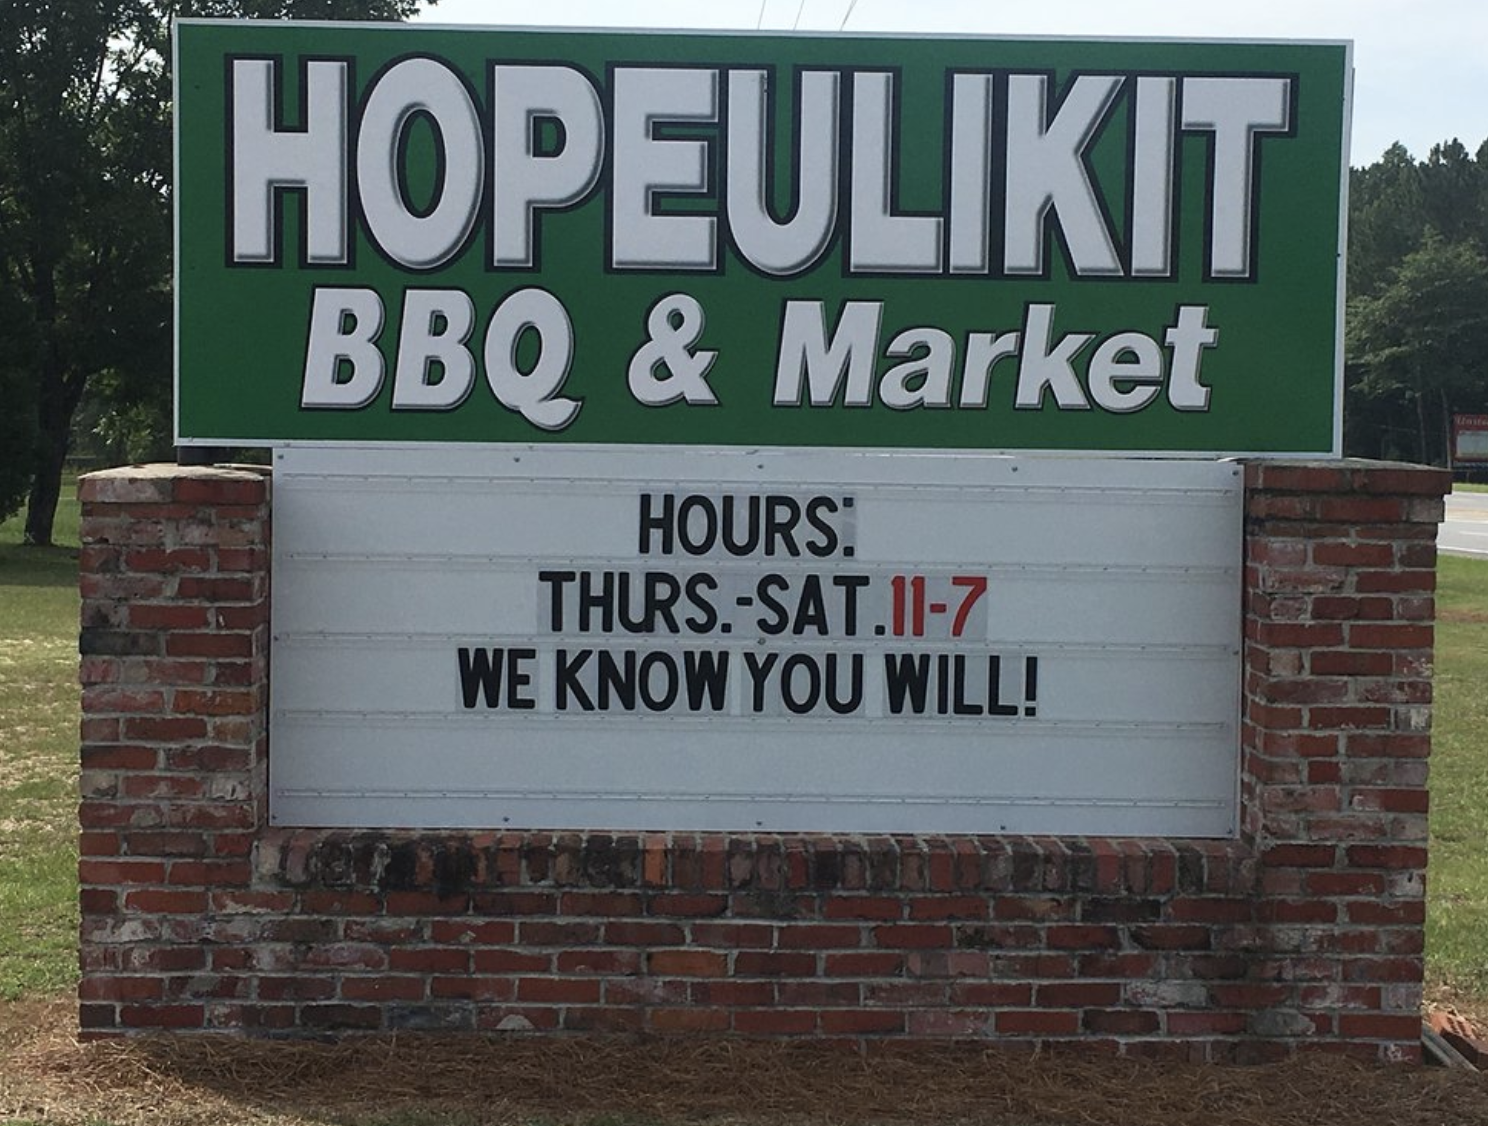 HOPEULIKIT
BBQ & Market
HOURS:
THURS.-SAT.11-7
WE KNOW YOU WILL!